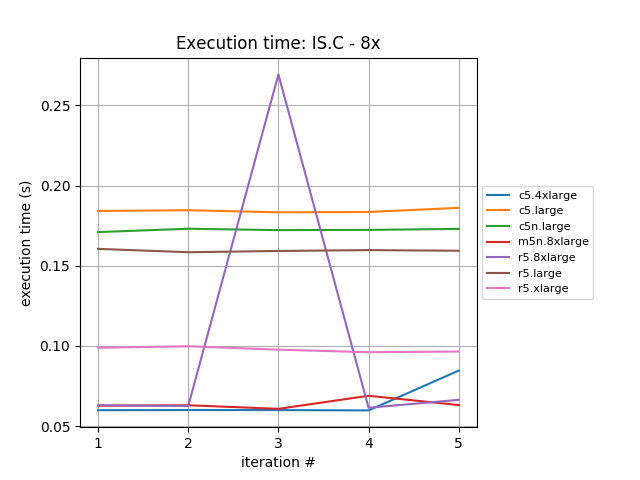 Execution time: IS.C - 8x
execution time (s)
0.25
0.20
0.15
0.10
0.05
1 2 3 4 5
iteration #
c5.4xlarge
c5.large
c5n.large
m5n.8xlarge
r5.8xlarge
r5.large
r5.xlarge